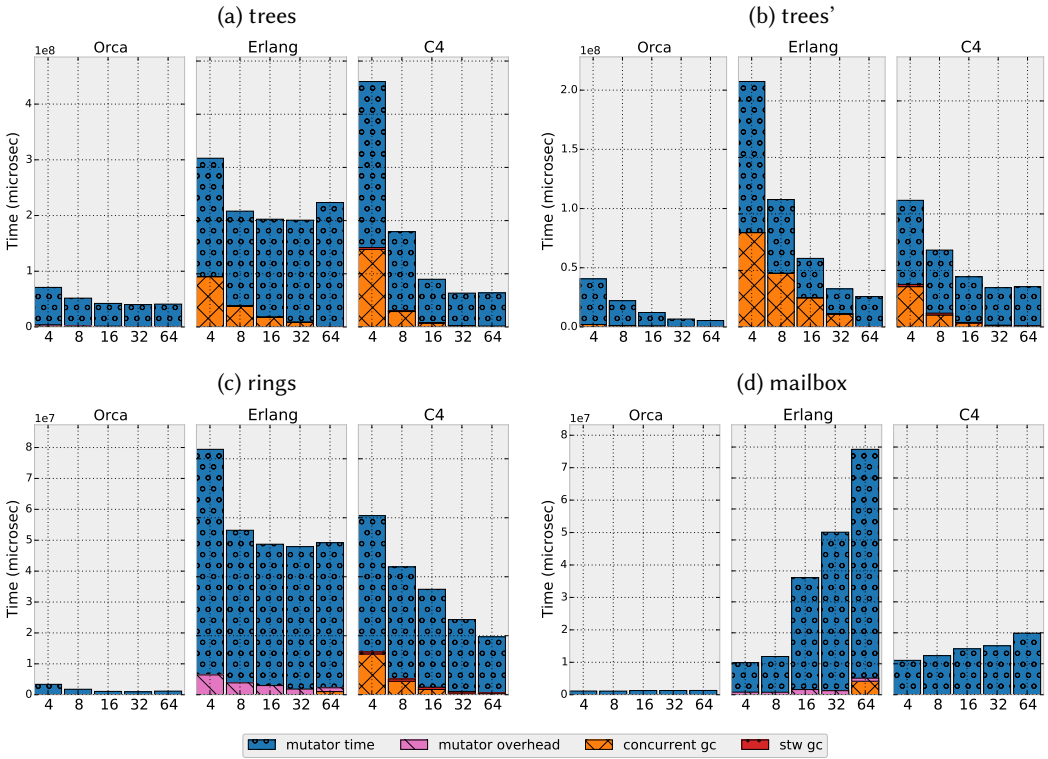 (a) trees
(b) trees’
Orca
Erlang
C4
Orca
Erlang
C4
1e8
4
3
2
1
0
Time (microsec)
4 8 16 32 64
4 8 16 32 64
4 8 16 32 64
1e8
2.0
1.5
1.0
0.5
0.0
Time (microsec)
4 8 16 32 64
4 8 16 32 64
4 8 16 32 64
(c) rings
(d) mailbox
Orca
Erlang
C4
Orca
Erlang
C4
1e7
8
7
6
5
4
3
2
1
0
Time (microsec)
4 8 16 32 64
4 8 16 32 64
4 8 16 32 64
1e7
8
7
6
5
4
3
2
1
0
Time (microsec)
4 8 16 32 64
4 8 16 32 64
4 8 16 32 64
mutator time
mutator overhead
concurrent gc
stw gc